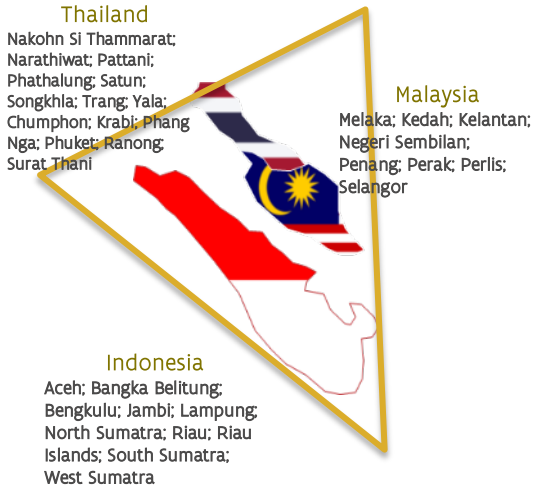 Thailand
Nakohn Si Thammarat;
Narathiwat; Pattani;
Phathalung; Satun;
Songkhla; Trang; Yala;
Chumphon; Krabi; Phang
Nga; Phuket; Ranong;
Surat Thani
Malaysia
Melaka; Kedah; Kelantan;
Negeri Sembilan;
Penang; Perak; Perlis;
Selangor
Indonesia
Aceh; Bangka Belitung;
Bengkulu; Jambi; Lampung;
North Sumatra; Riau; Riau
Islands; South Sumatra;
West Sumatra